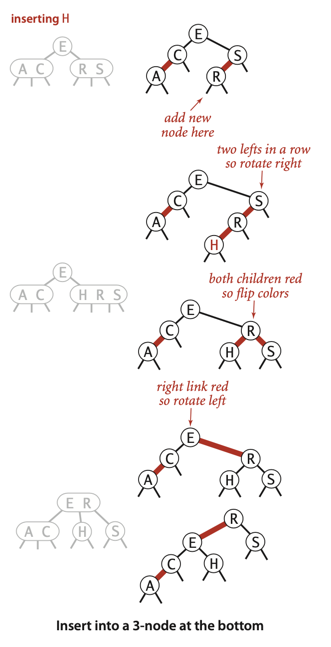 inserting H
E
A C
R S
E
C
S
A
R
add new
node here
two lefts in a row
so rotate right
E
C
S
A
R
H
E
A C
H R S
both children red
so flip colors
E
C
R
A
H
S
right link red
so rotate left
E
C
R
A
H
S
E R
A C
H
S
R
E
S
C
H
A
Insert into a 3-node at the bottom